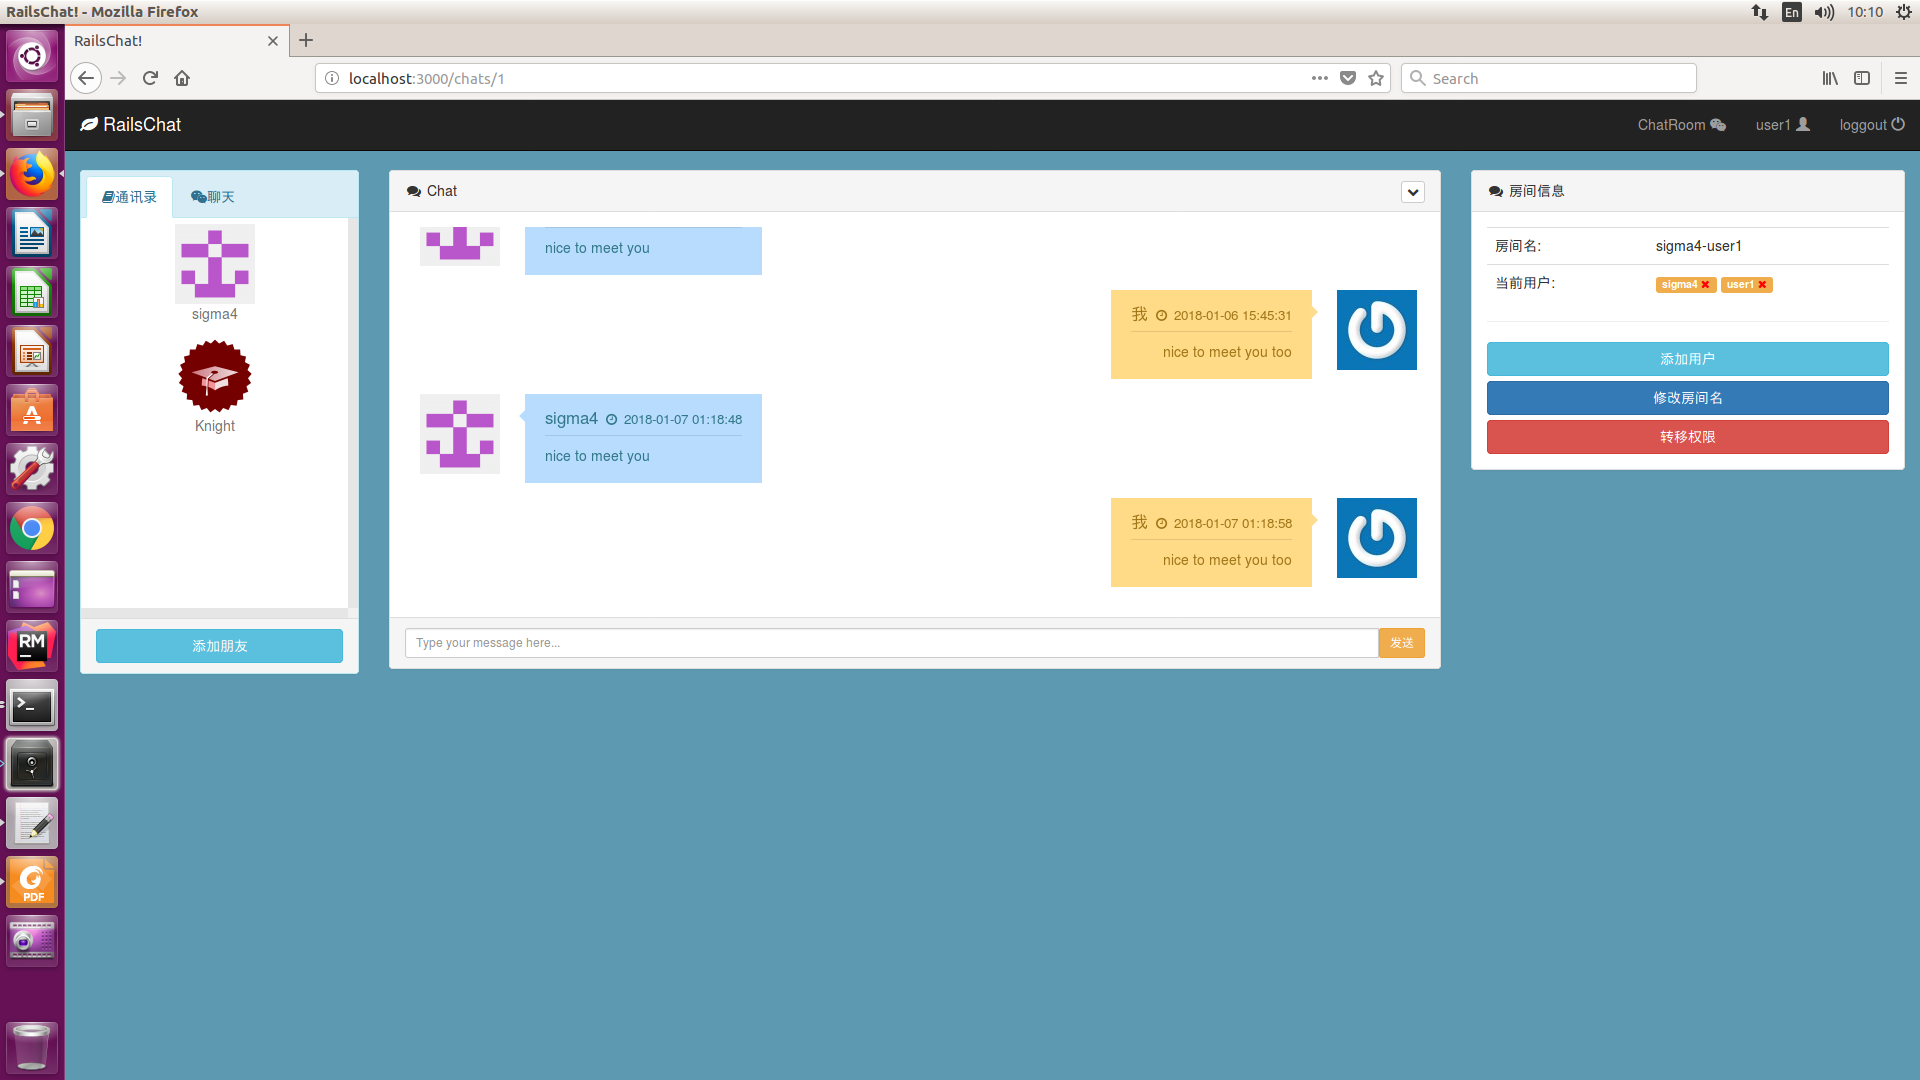 RailsChat! - Mozilla Firefox
En
10:10
RailsChat!
localhost:3000/chats/1
Search
RailsChat
ChatRoom
user1
loggout
通讯录
聊天
sigma4
Knight
添加朋友
Chat
nice to meet you
我 2018-01-06 15:45:31
nice to meet you too
sigma4 2018-01-07 01:18:48
nice to meet you
我 2018-01-07 01:18:58
nice to meet you too
Type your message here...
发送
房间信息
房间名: sigma4-user1
当前用户: sigma4 user1
添加用户
修改房间名
转移权限
RM
PDF